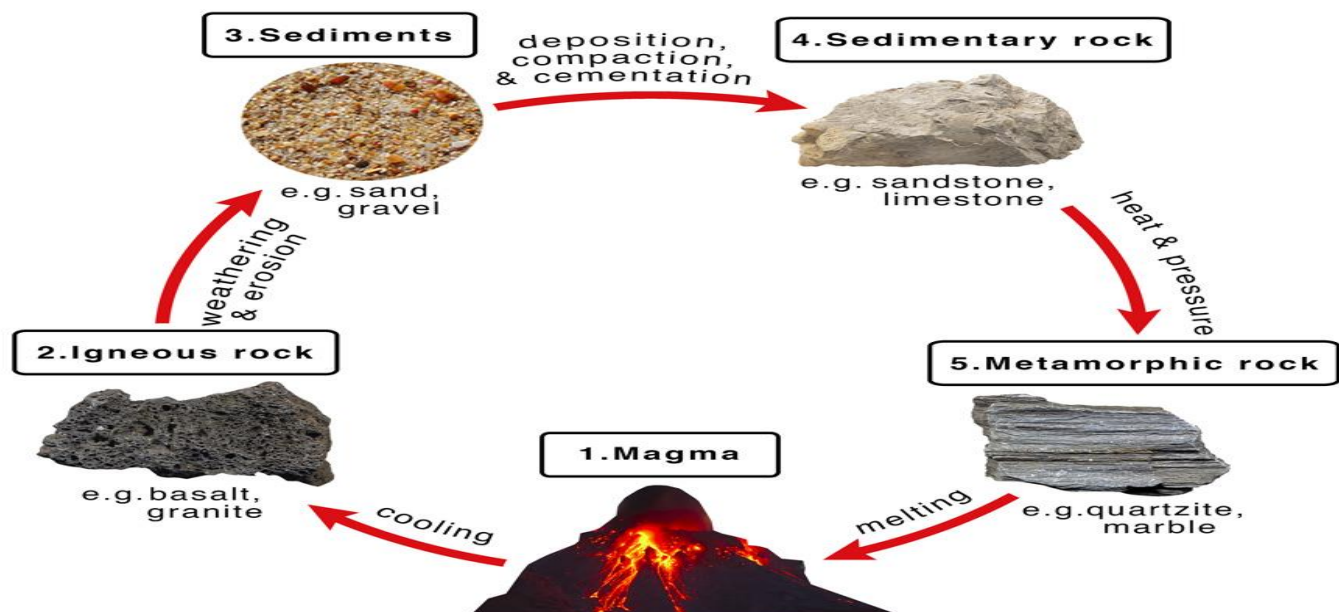 3.Sediments
e.g. sand,
gravel
deposition,
compaction,
& cementation
4.Sedimentary rock
e.g. sandstone,
limestone
heat & pressure
5.Metamorphic rock
e.g.quartzite,
marble
melting
1.Magma
cooling
2.Igneous rock
e.g.basalt,
granite
weathering
& erosion